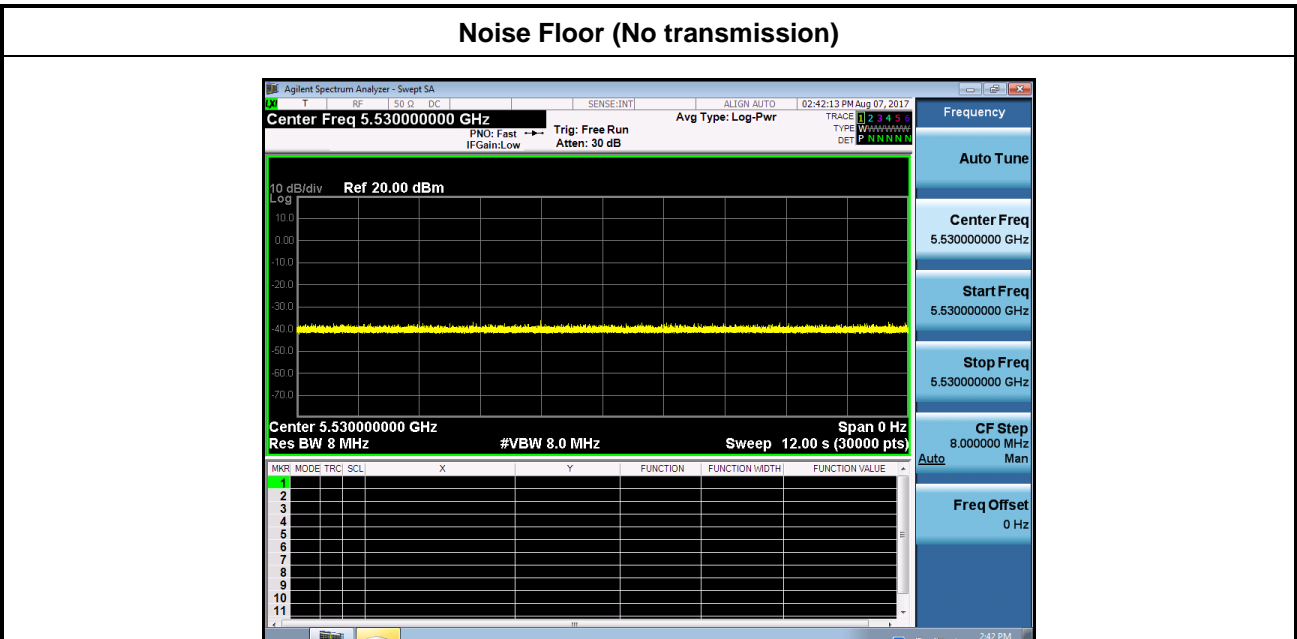 Noise Floor (No transmission)
Agilent Spectrum Analyzer - Swept SA
LXI T RF 50 Ω DC SENSE:INT ALIGN AUTO 02:42:13 PM Aug 07, 2017
Center Freq 5.530000000 GHz
PNO: Fast
IFGain:Low
Trig: Free Run
Atten: 30 dB
Avg Type: Log-Pwr
TRACE 1 2 3 4 5 6
TYPE WWWWWW
DET P N N N N N
10 dB/div Ref 20.00 dBm
Log
10.0
0.00
-10.0
-20.0
-30.0
-40.0
-50.0
-60.0
-70.0
Center 5.530000000 GHz Span 0 Hz
Res BW 8 MHz #VBW 8.0 MHz Sweep 12.00 s (30000 pts)
MKR MODE TRC SCL X Y FUNCTION FUNCTION WIDTH FUNCTION VALUE
1
2
3
4
5
6
7
8
9
10
11
Frequency
Auto Tune
Center Freq
5.530000000 GHz
Start Freq
5.530000000 GHz
Stop Freq
5.530000000 GHz
CF Step
8.000000 MHz
Auto Man
Freq Offset
0 Hz
2:42 PM